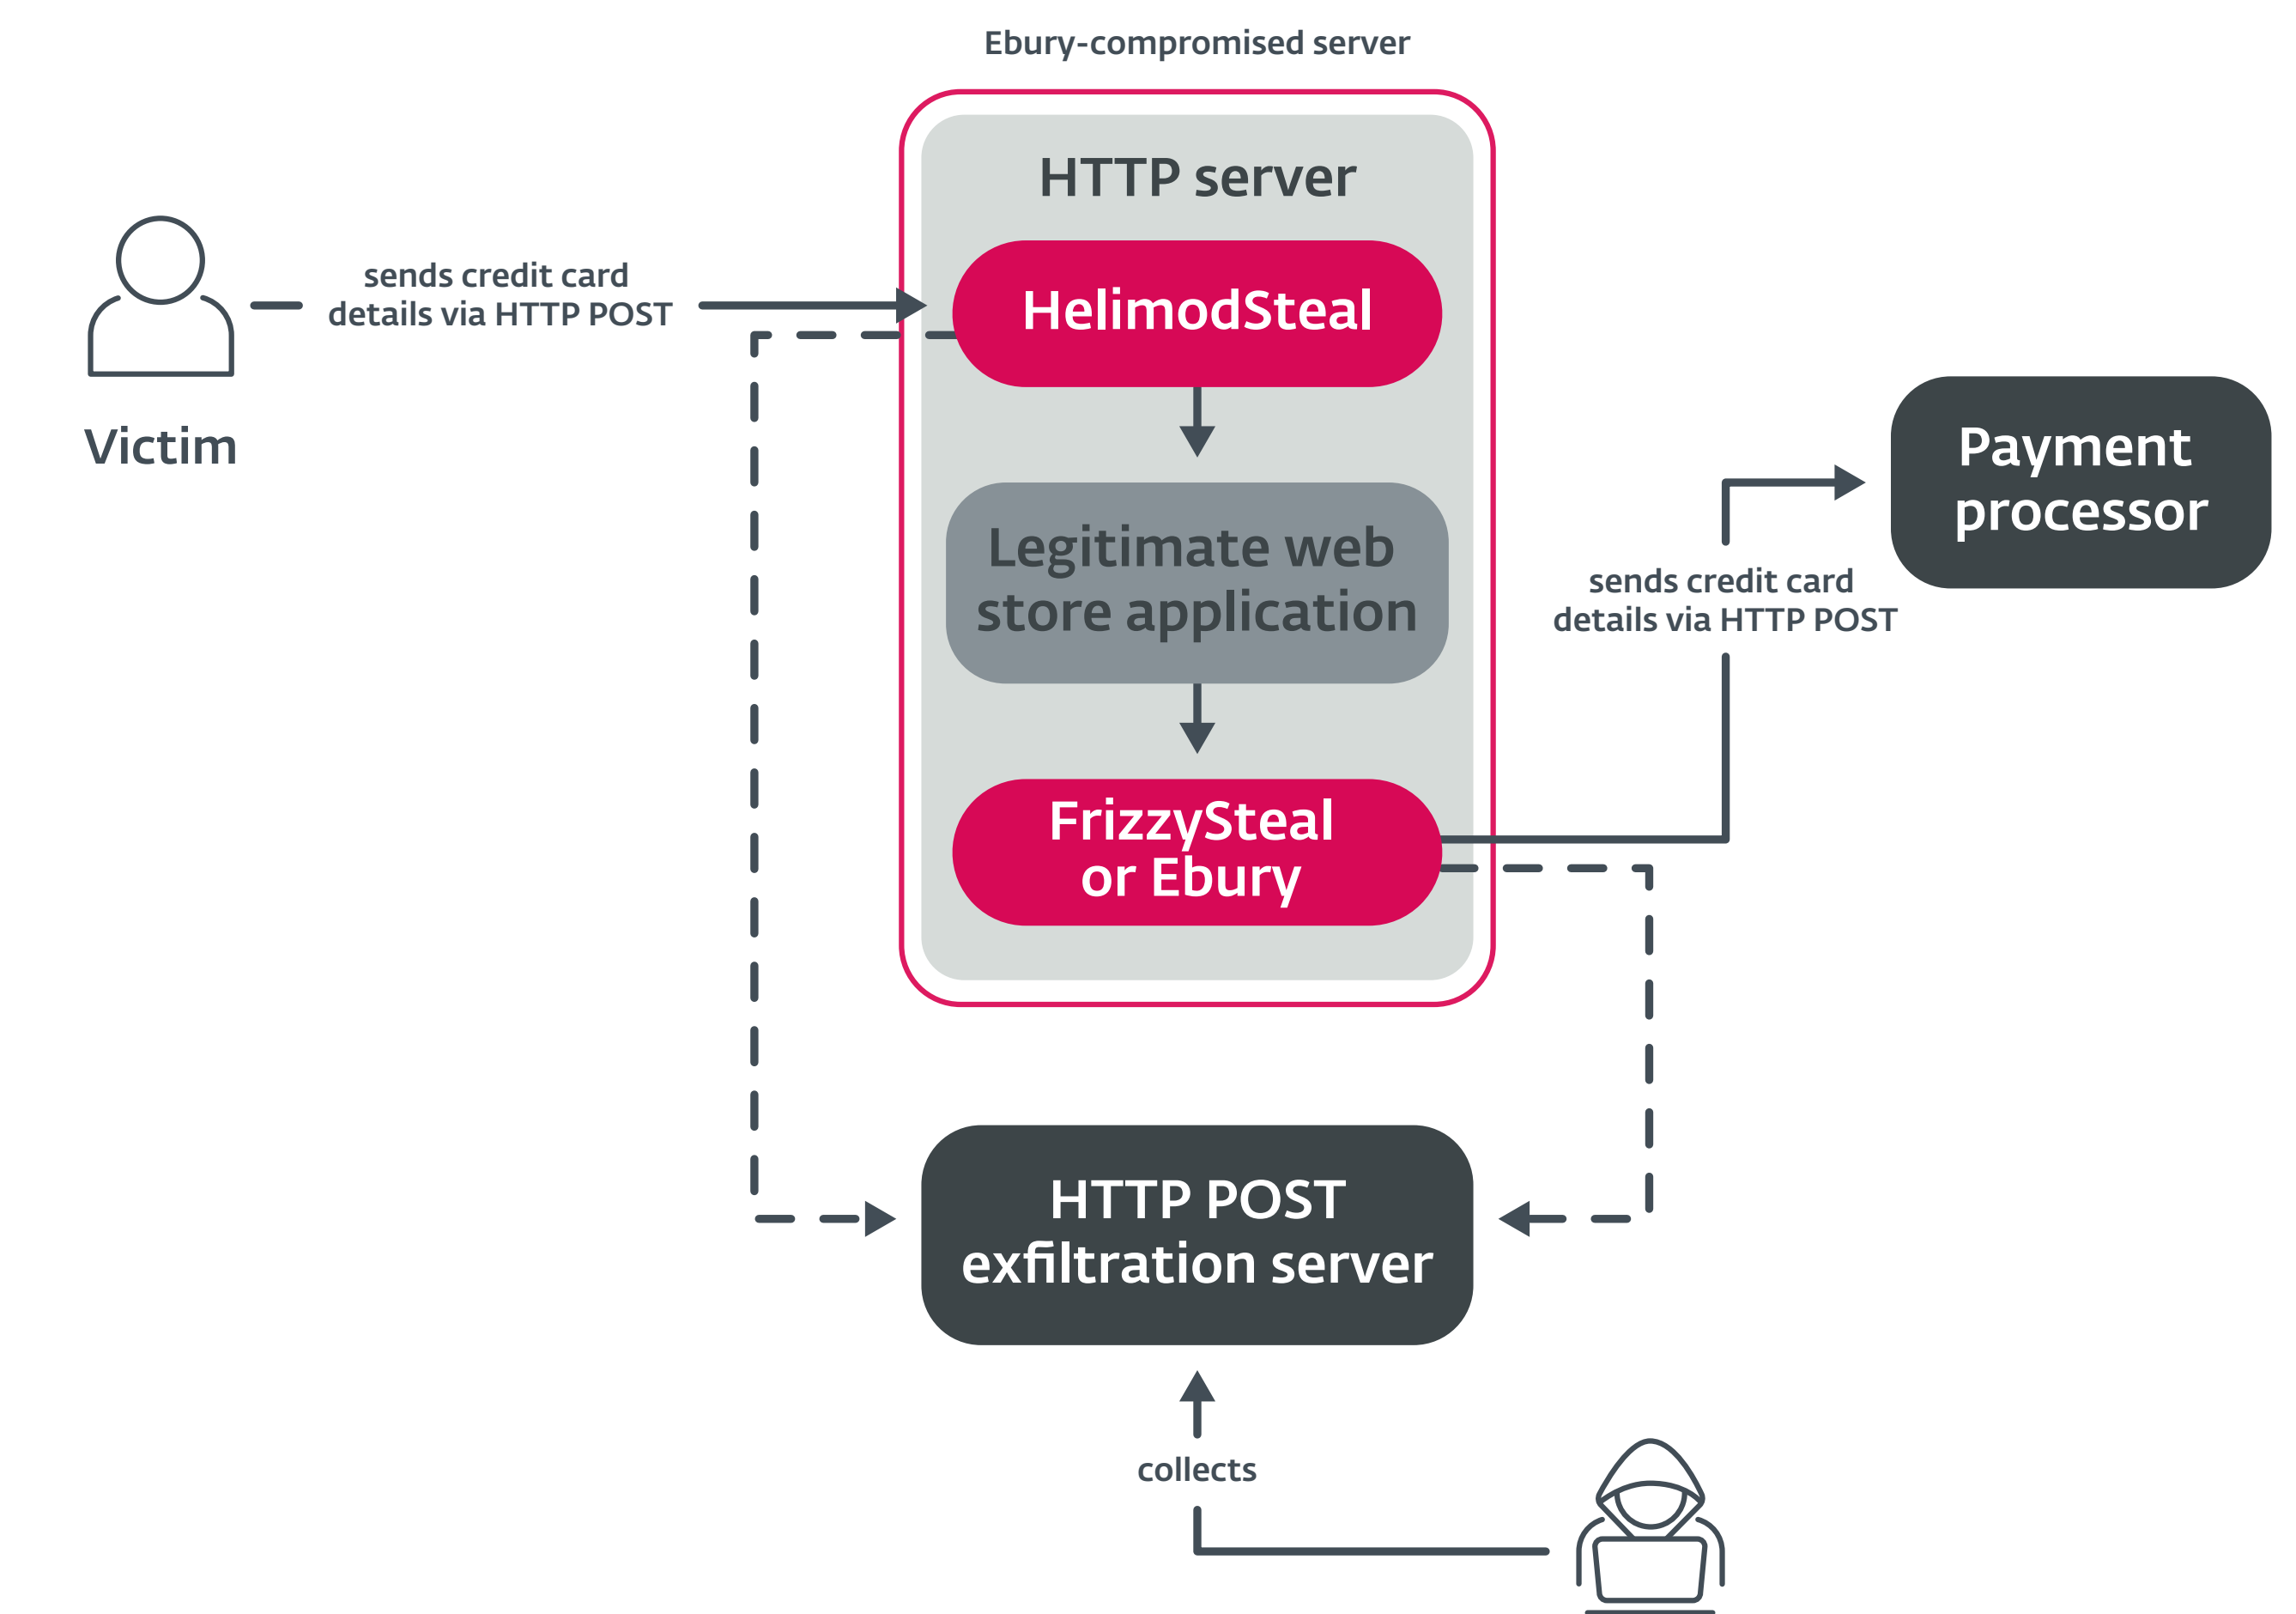 Ebury-compromised server
HTTP server
sends credit card
details via HTTP POST
HelimodSteal
Victim
Legitimate web
store application
Payment
processor
sends credit card
details via HTTP POST
FrizzySteal
or Ebury
HTTP POST
exfiltration server
collects